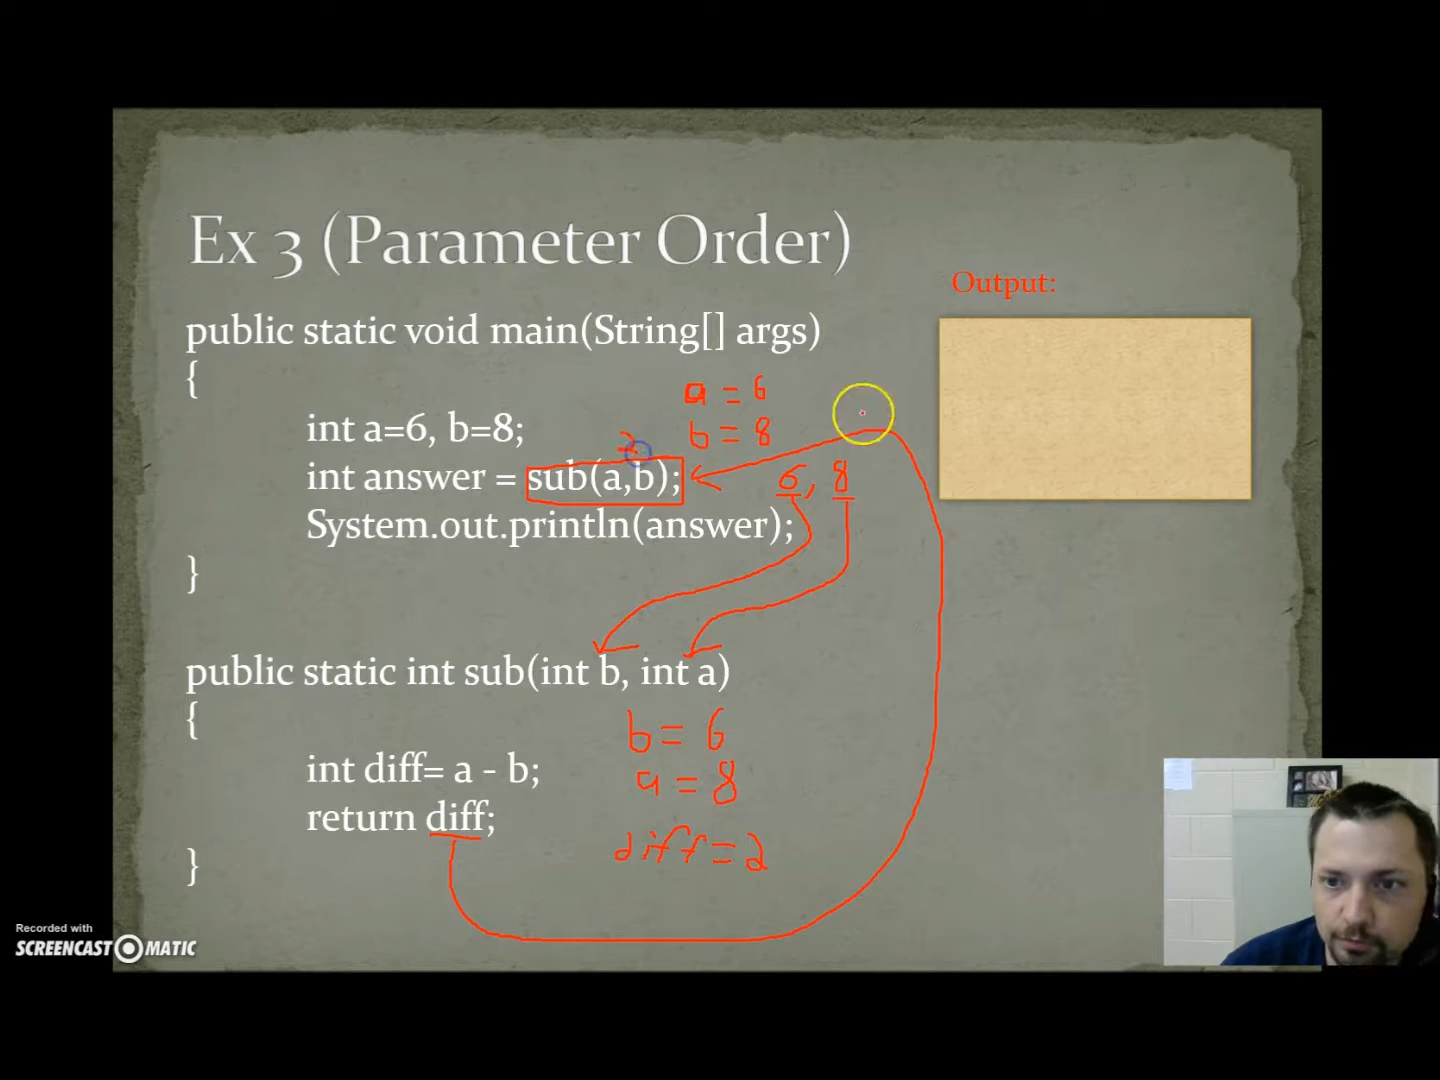 Ex 3 (Parameter Order)
Output:
public static void main(String[] args)
{
a = 6
int a=6, b=8;
b = 8
2
int answer = sub(a,b);
6, 8
System.out.println(answer);
}
public static int sub(int b, int a)
{
b = 6
int diff= a - b;
a = 8
return diff;
diff = 2
}
Recorded with
SCREENCAST-O-MATIC